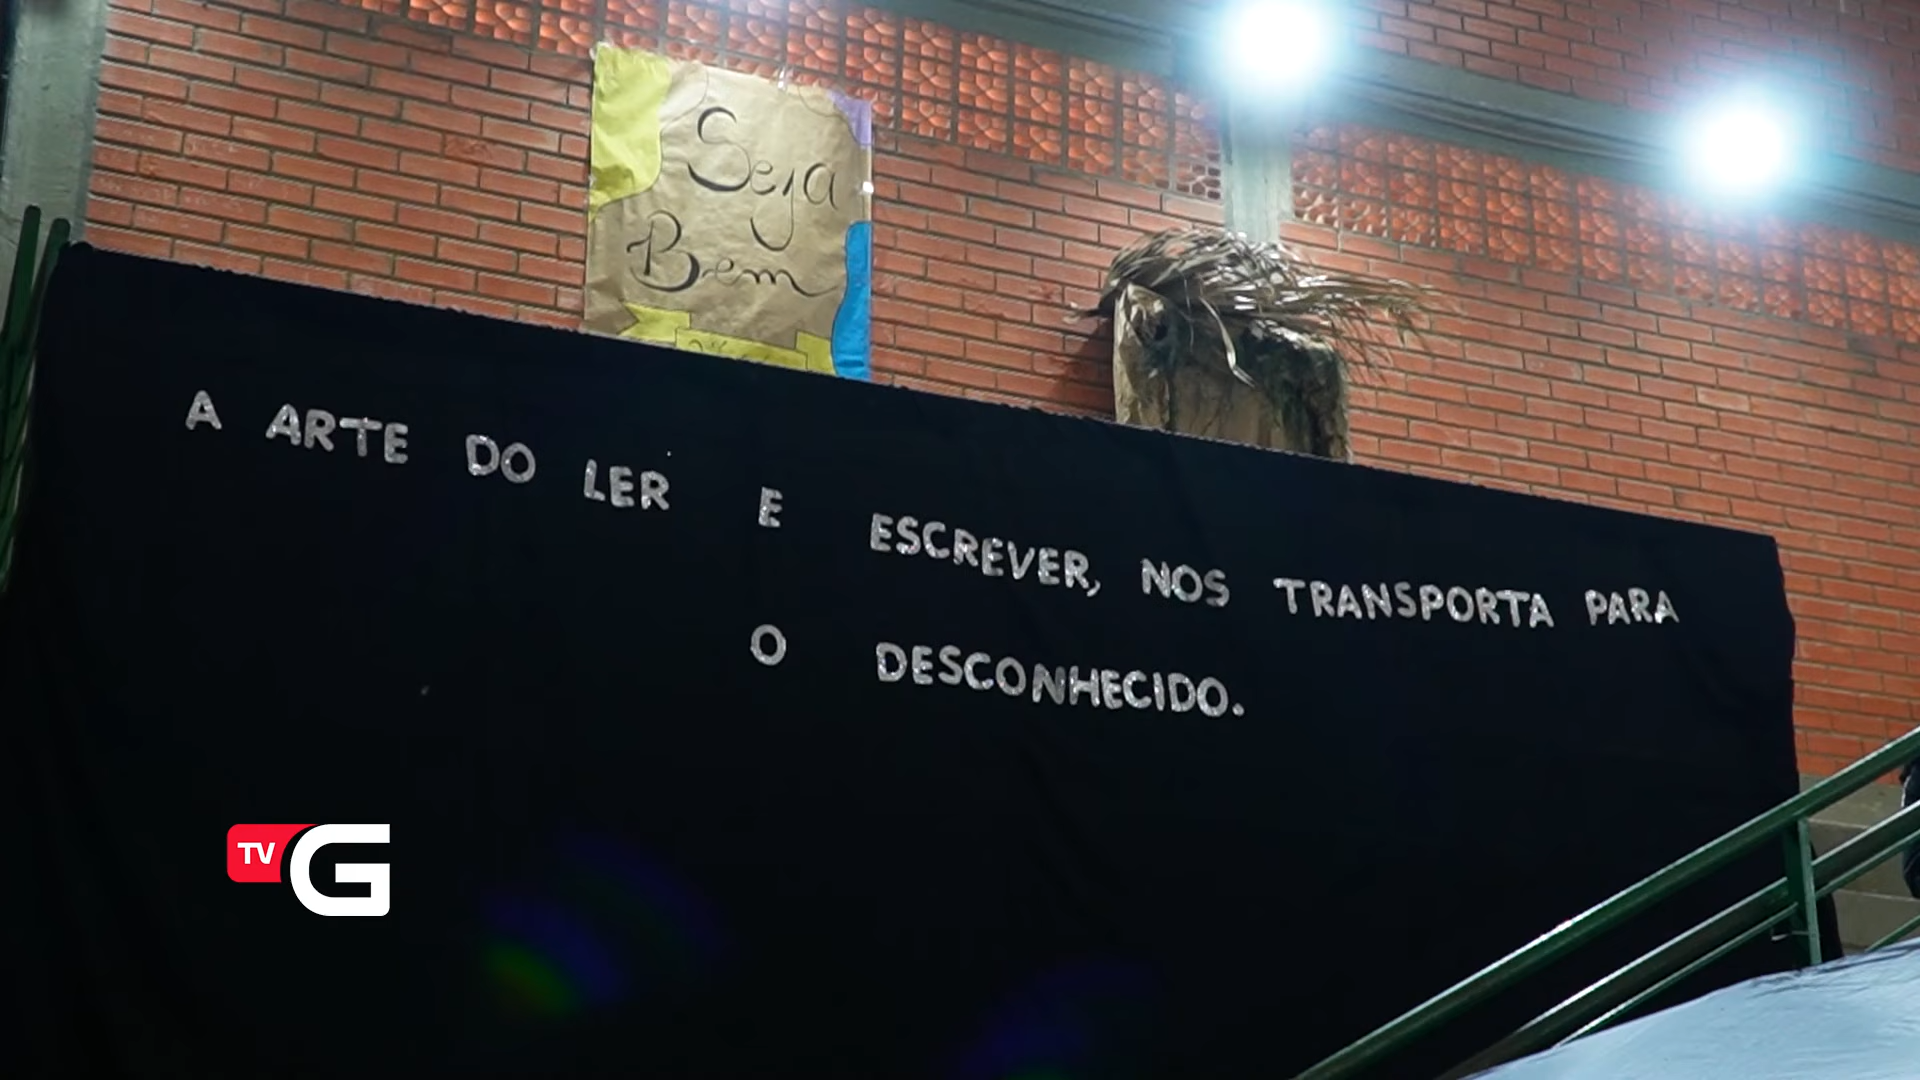 Seja
Bem
A ARTE DO LER E ESCREVER, NOS TRANSPORTA PARA
O DESCONHECIDO.
TV G